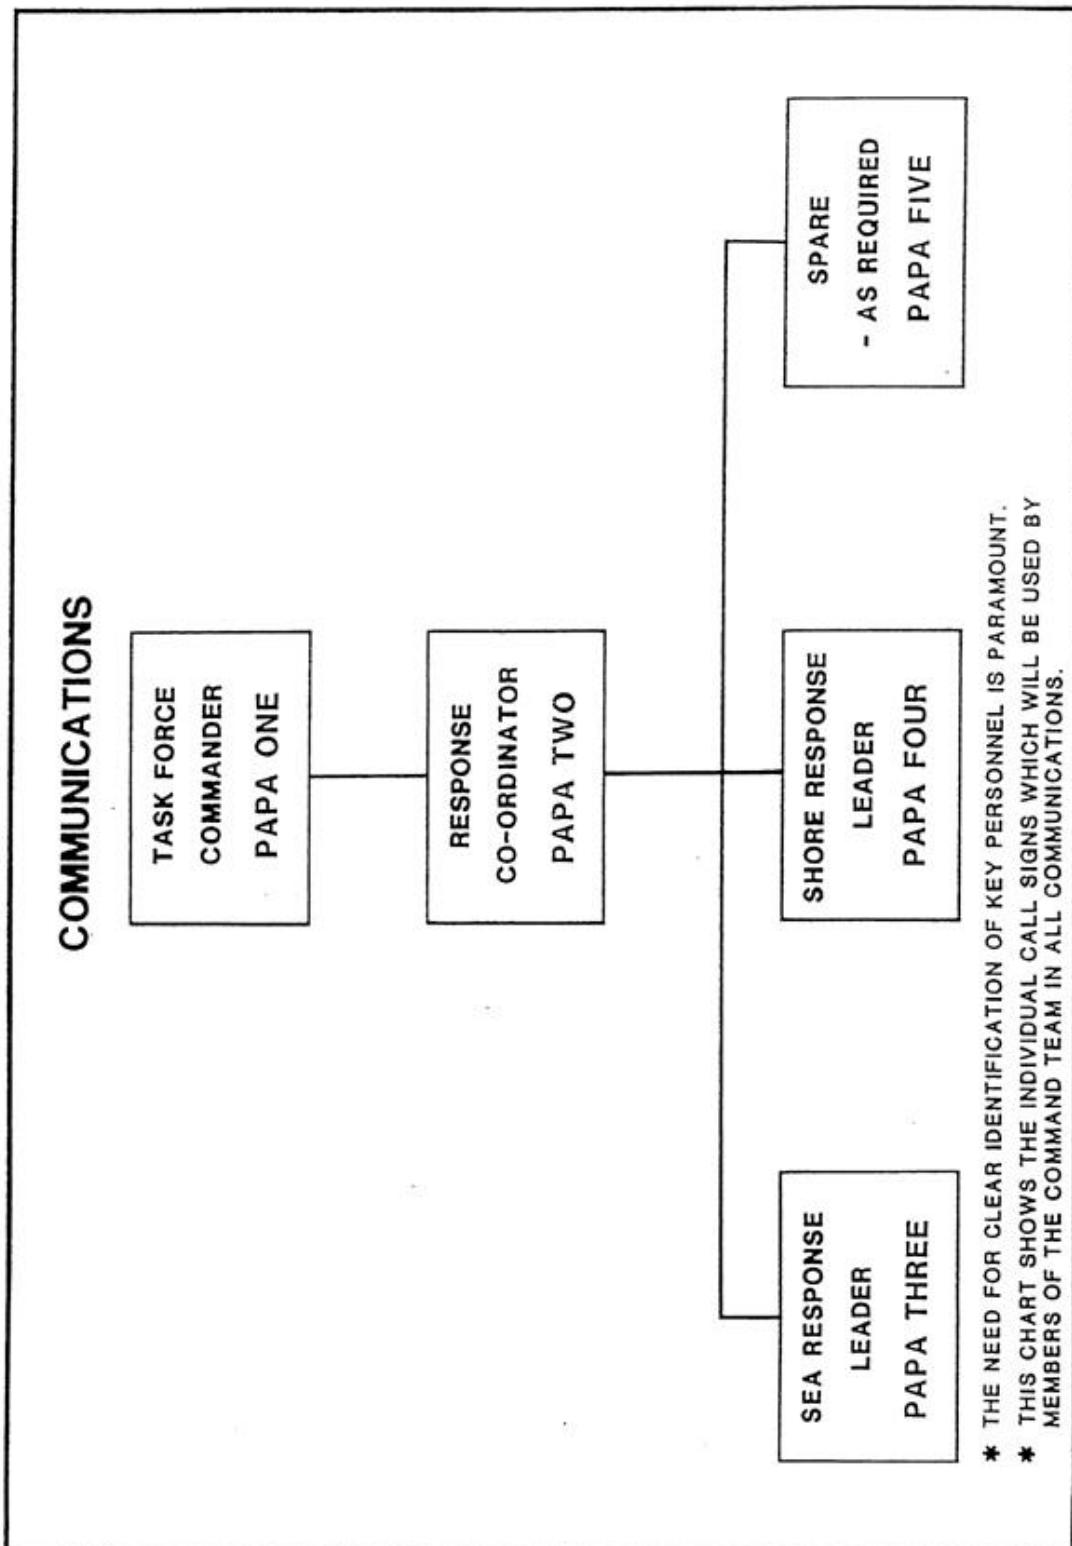 COMMUNICATIONS
TASK FORCE
COMMANDER
PAPA ONE
RESPONSE
CO-ORDINATOR
PAPA TWO
SEA RESPONSE
LEADER
PAPA THREE
SHORE RESPONSE
LEADER
PAPA FOUR
SPARE
- AS REQUIRED
PAPA FIVE
* THE NEED FOR CLEAR IDENTIFICATION OF KEY PERSONNEL IS PARAMOUNT.
* THIS CHART SHOWS THE INDIVIDUAL CALL SIGNS WHICH WILL BE USED BY
MEMBERS OF THE COMMAND TEAM IN ALL COMMUNICATIONS.